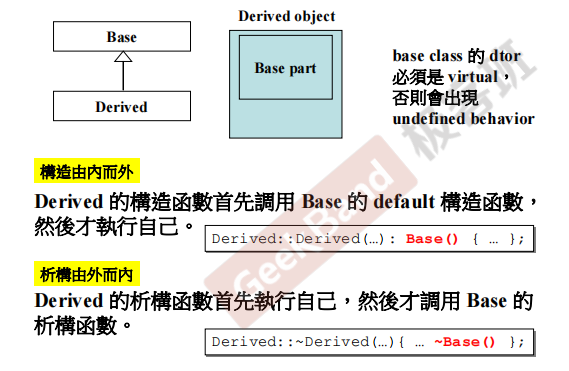 Base
Derived
Derived object
Base part
base class 的 dtor
必須是 virtual，
否則會出現
undefined behavior
構造由內而外
Derived 的構造函數首先調用 Base 的 default 構造函數，
然後才執行自己。
Derived::Derived(…): Base() { … };
析構由外而內
Derived 的析構函數首先執行自己，然後才調用 Base 的
析構函數。
Derived::~Derived(…){ … ~Base() };
GeekBand 极客班